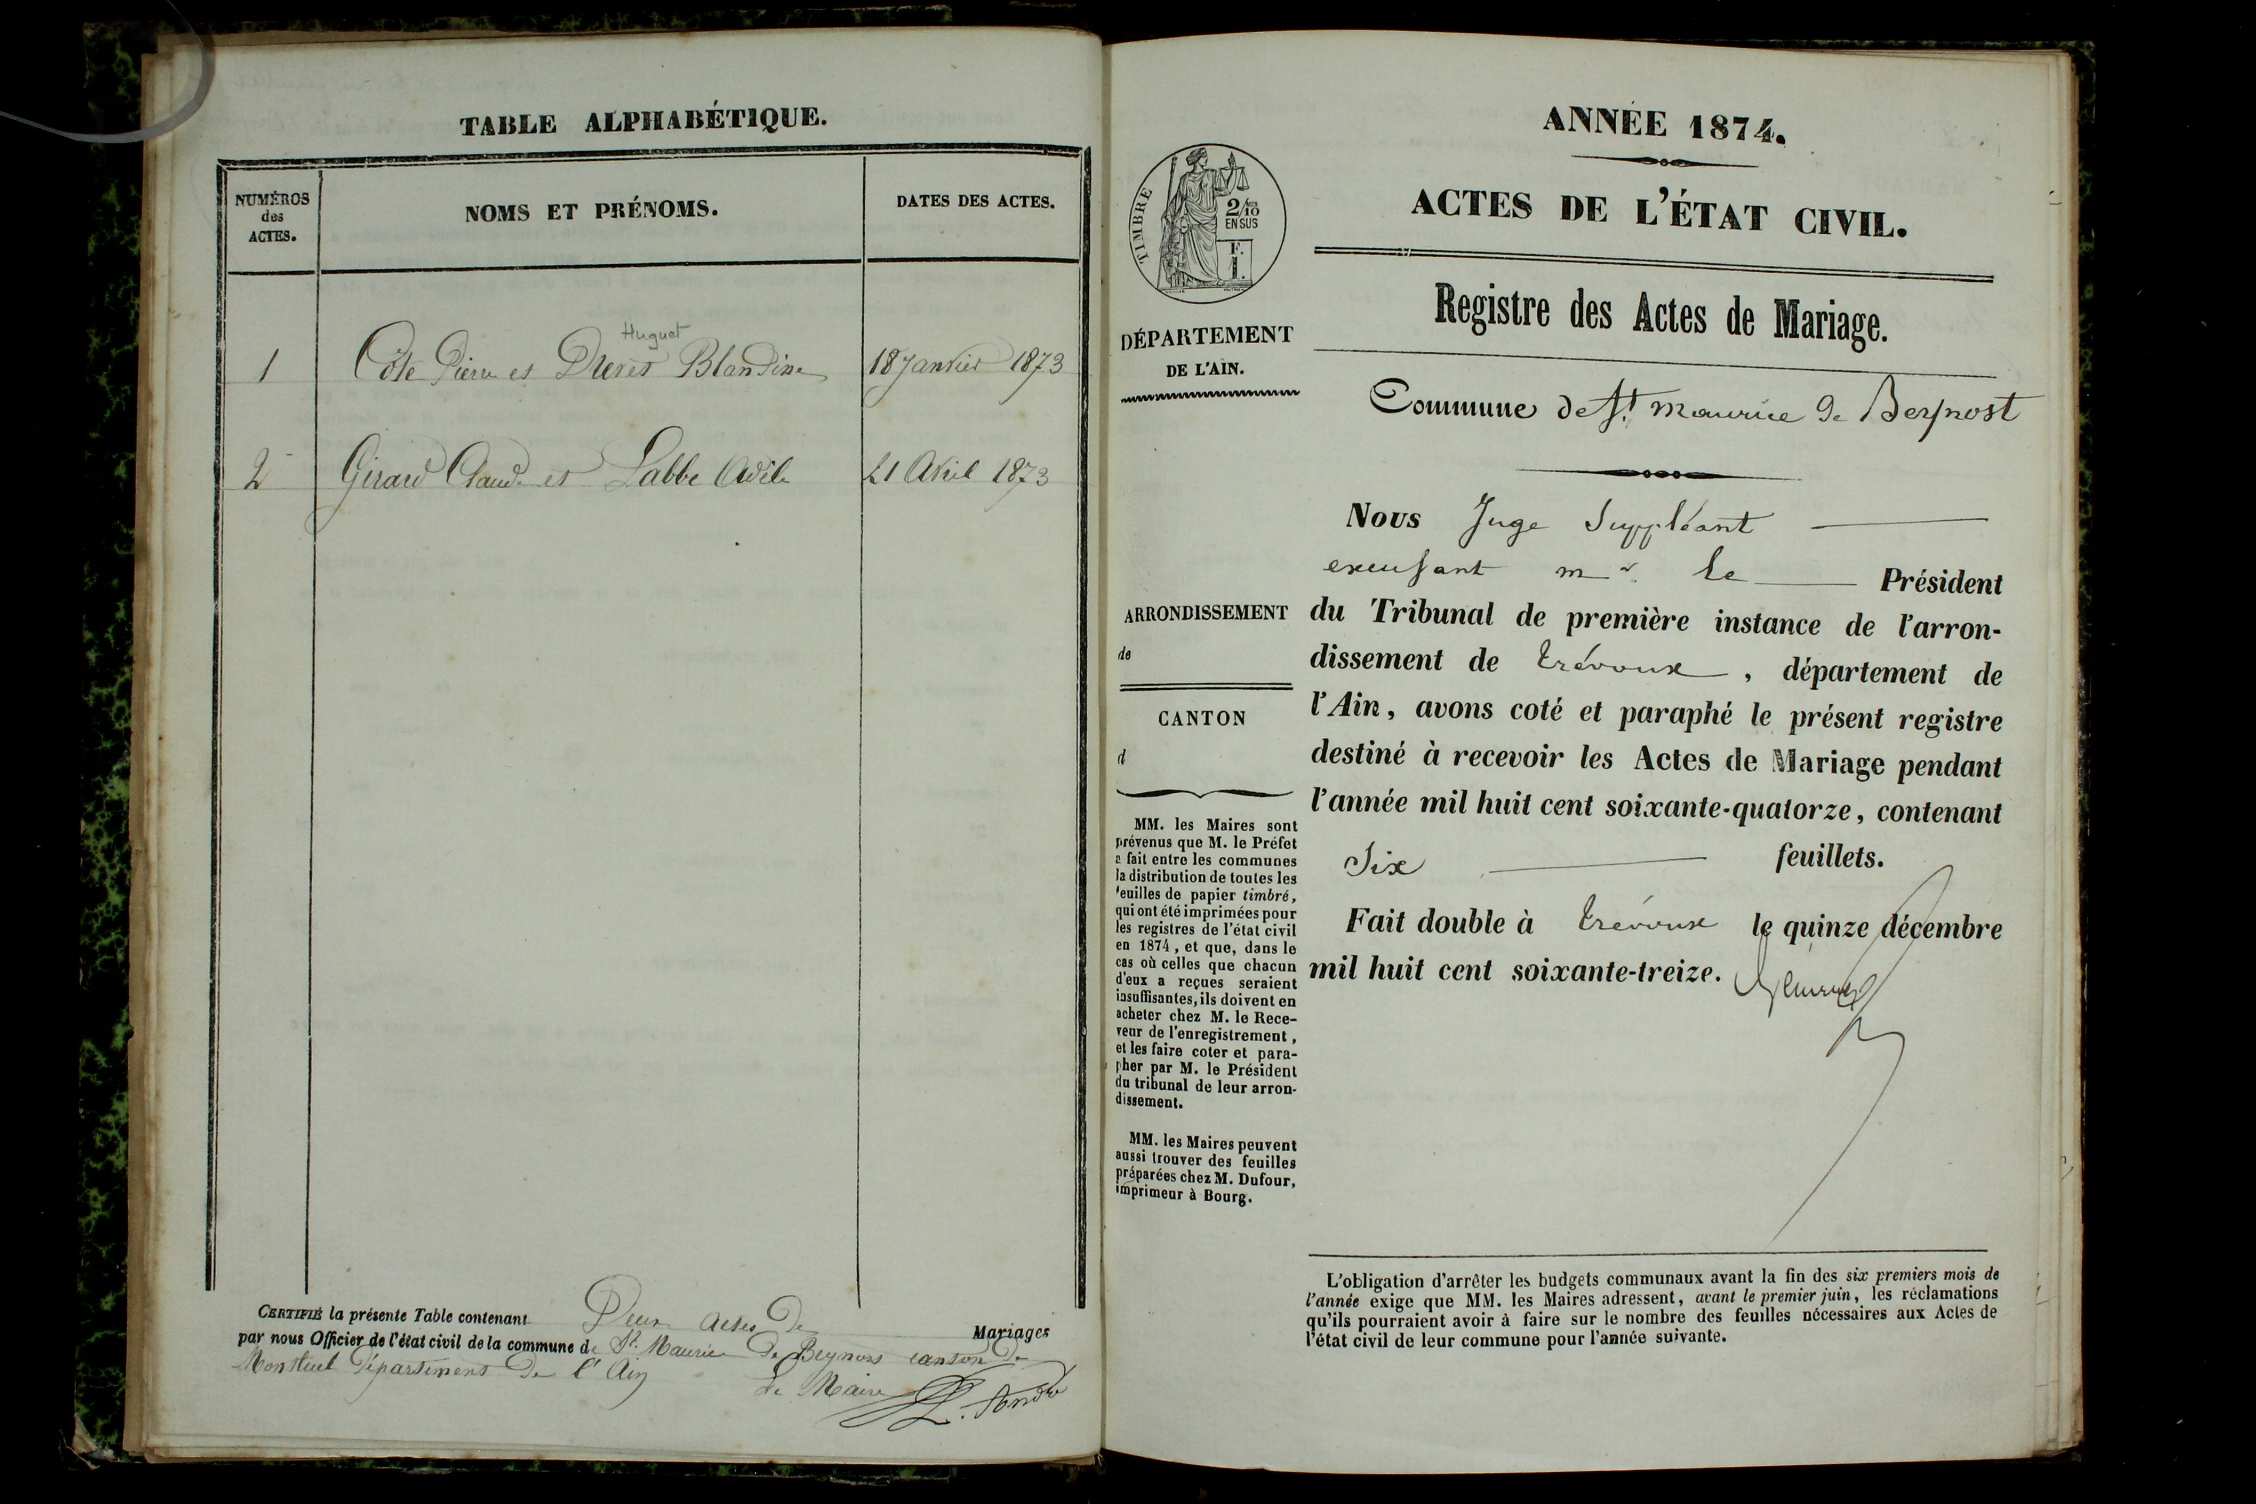 TABLE ALPHABÉTIQUE.
NUMÉROS
des
ACTES.
NOMS ET PRÉNOMS.
DATES DES ACTES.
Huguet
1 Côte Pierre et Drevet Blandine 18 Janvier 1873
2 Girard Claude et Labbe Adèle 21 Avril 1873
CERTIFIÉ la présente Table contenant Deux actes de Mariages
par nous Officier de l'état civil de la commune de St. Maurice De Beynost canton de
Montluel Département De l'Ain
Le Maire
ANNÉE 1874.
ACTES DE L'ÉTAT CIVIL.
TIMBRE
2/10
EN SUS
F.
1.
DÉPARTEMENT
DE L'AIN.
ARRONDISSEMENT
de
CANTON
d
MM. les Maires sont
prévenus que M. le Préfet
a fait entre les communes
la distribution de toutes les
feuilles de papier timbré,
qui ont été imprimées pour
les registres de l'état civil
en 1874, et que, dans le
cas où celles que chacun
d'eux a reçues seraient
insuffisantes, ils doivent en
acheter chez M. le Rece-
veur de l'enregistrement,
et les faire coter et para-
pher par M. le Président
du tribunal de leur arron-
dissement.
MM. les Maires peuvent
aussi trouver des feuilles
préparées chez M. Dufour,
imprimeur à Bourg.
Registre des Actes de Mariage.
Commune de St. maurice de Beynost
Nous Juge Suppléant
excusant mr. Le Président
du Tribunal de première instance de l'arron-
dissement de trévoux, département de
l'Ain, avons coté et paraphé le présent registre
destiné à recevoir les Actes de Mariage pendant
l'année mil huit cent soixante-quatorze, contenant
Six feuillets.
Fait double à trévoux le quinze décembre
mil huit cent soixante-treize.
L'obligation d'arrêter les budgets communaux avant la fin des six premiers mois de
l'année exige que MM. les Maires adressent, avant le premier juin, les réclamations
qu'ils pourraient avoir à faire sur le nombre des feuilles nécessaires aux Actes de
l'état civil de leur commune pour l'année suivante.